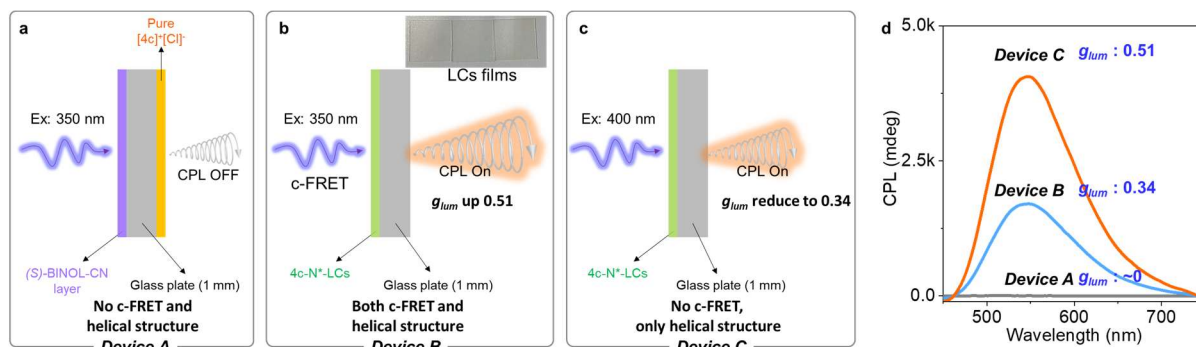 a
Pure
[4c]⁺[Cl]⁻
Ex: 350 nm
CPL OFF
(S)-BINOL-CN
layer
Glass plate (1 mm)
No c-FRET and
helical structure
Device A
b
LCs films
Ex: 350 nm
c-FRET
CPL On
glum up 0.51
4c-N*-LCs
Glass plate (1 mm)
Both c-FRET and
helical structure
Device B
c
Ex: 400 nm
CPL On
glum reduce to 0.34
4c-N*-LCs
Glass plate (1 mm)
No c-FRET,
only helical structure
Device C
d
5.0k
2.5k
0.0
CPL (mdeg)
Device C glum : 0.51
Device B glum : 0.34
Device A glum : ~0
500 600 700
Wavelength (nm)